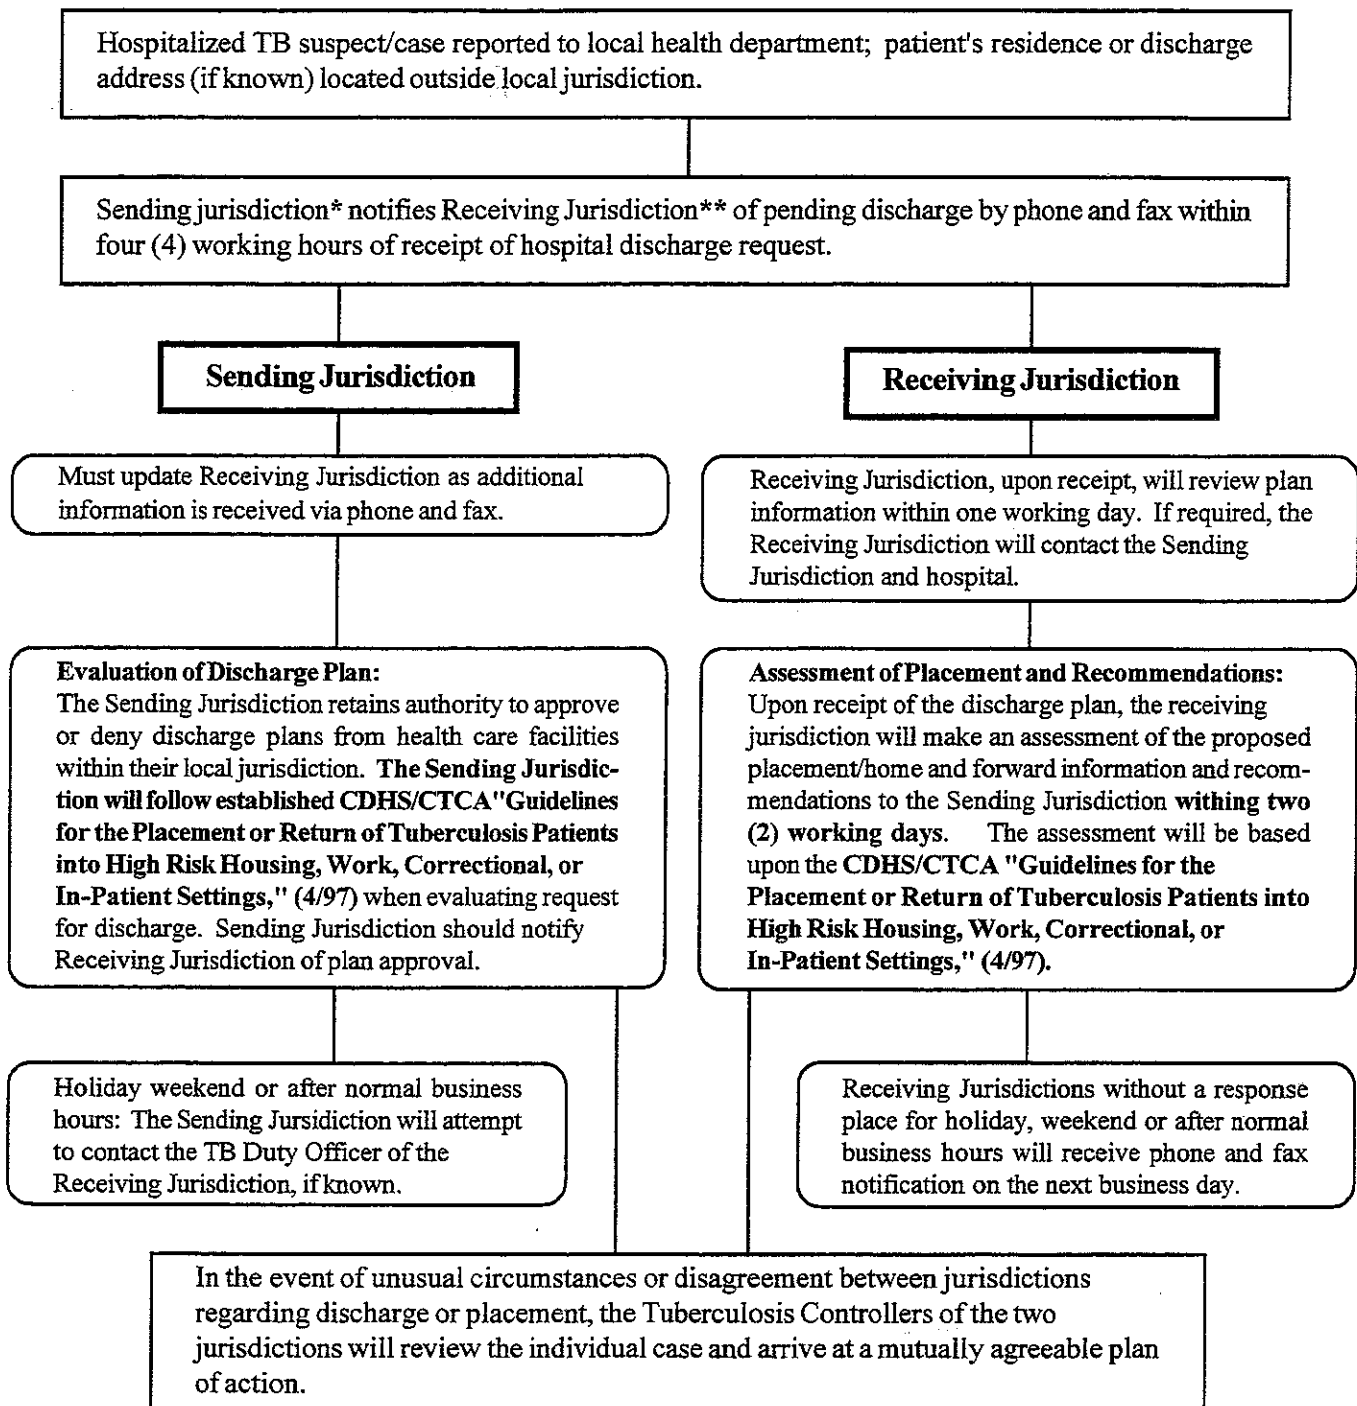 Hospitalized TB suspect/case reported to local health department; patient's residence or discharge
address (if known) located outside local jurisdiction.
Sending jurisdiction* notifies Receiving Jurisdiction** of pending discharge by phone and fax within
four (4) working hours of receipt of hospital discharge request.
Sending Jurisdiction
Must update Receiving Jurisdiction as additional
information is received via phone and fax.
Evaluation of Discharge Plan:
The Sending Jurisdiction retains authority to approve
or deny discharge plans from health care facilities
within their local jurisdiction. The Sending Jurisdic-
tion will follow established CDHS/CTCA "Guidelines
for the Placement or Return of Tuberculosis Patients
into High Risk Housing, Work, Correctional, or
In-Patient Settings," (4/97) when evaluating request
for discharge. Sending Jurisdiction should notify
Receiving Jurisdiction of plan approval.
Holiday weekend or after normal business
hours: The Sending Jursidiction will attempt
to contact the TB Duty Officer of the
Receiving Jurisdiction, if known.
Receiving Jurisdiction
Receiving Jurisdiction, upon receipt, will review plan
information within one working day. If required, the
Receiving Jurisdiction will contact the Sending
Jurisdiction and hospital.
Assessment of Placement and Recommendations:
Upon receipt of the discharge plan, the receiving
jurisdiction will make an assessment of the proposed
placement/home and forward information and recom-
mendations to the Sending Jurisdiction withing two
(2) working days. The assessment will be based
upon the CDHS/CTCA "Guidelines for the
Placement or Return of Tuberculosis Patients into
High Risk Housing, Work, Correctional, or
In-Patient Settings," (4/97).
Receiving Jurisdictions without a response
place for holiday, weekend or after normal
business hours will receive phone and fax
notification on the next business day.
In the event of unusual circumstances or disagreement between jurisdictions
regarding discharge or placement, the Tuberculosis Controllers of the two
jurisdictions will review the individual case and arrive at a mutually agreeable plan
of action.